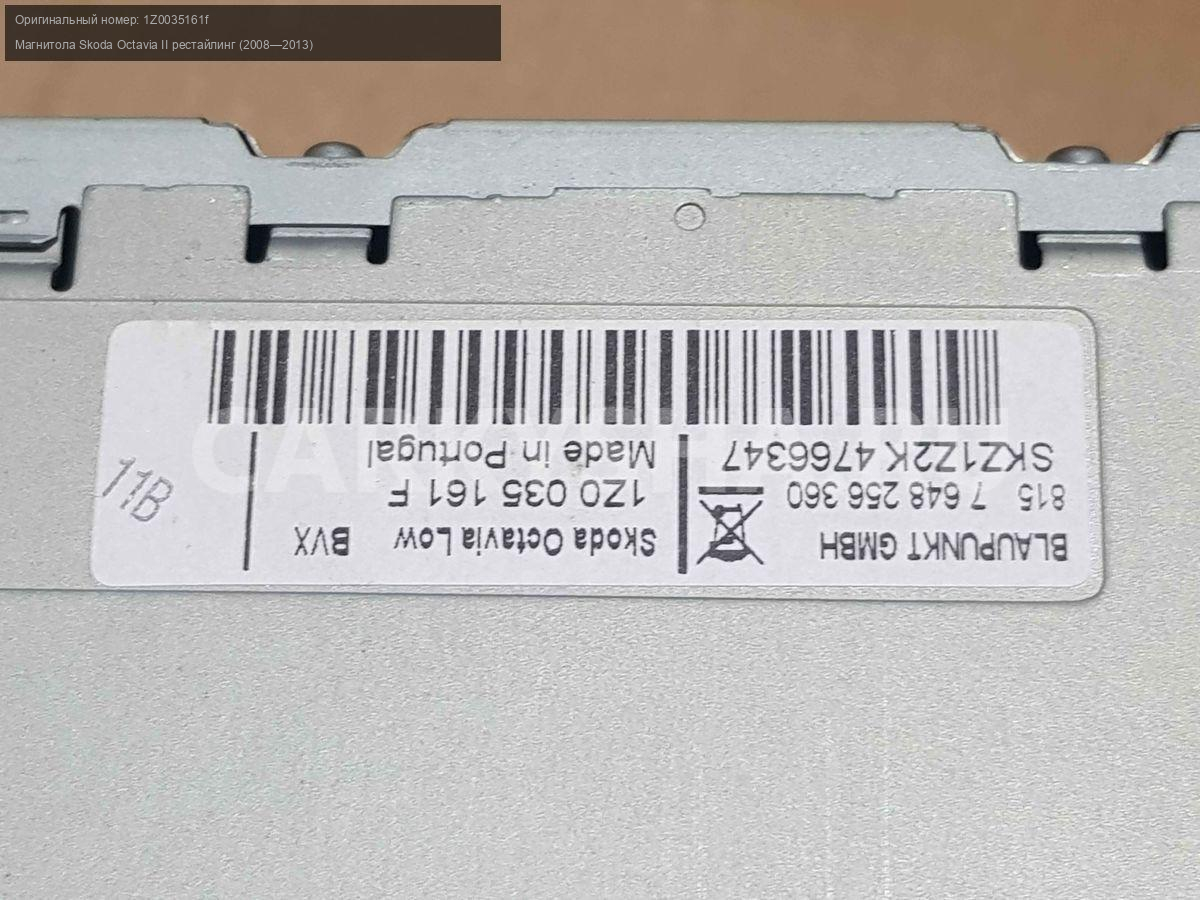 Оригинальный номер: 1Z0035161f
Магнитола Skoda Octavia II рестайлинг (2008—2013)
BLAUPUNKT GMBH
815 7 648 256 360
SKZ1Z2K 4766347
Skoda Octavia Low BVX
1Z0 035 161 F
Made in Portugal
11B